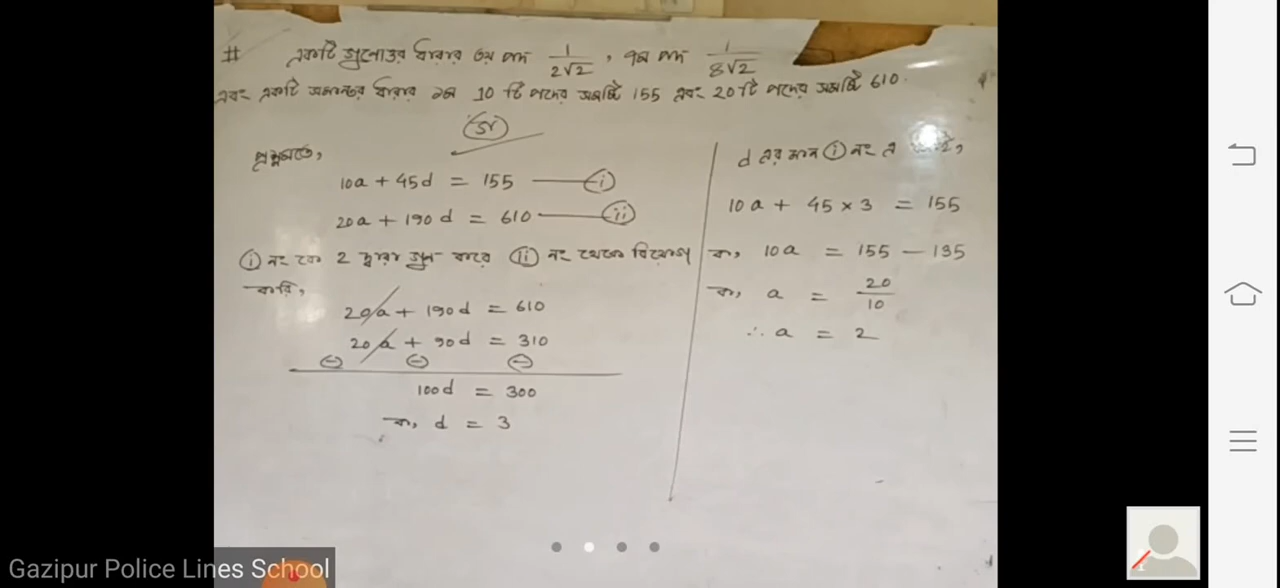 # একটি গুনোত্তর ধারার ৩য় পদ 1/2√2 , ৭ম পদ 1/8√2
এবং একটি সমান্তর ধারার ১ম 10 টি পদের সমষ্টি 155 এবং 20 টি পদের সমষ্টি 610.
প্রশ্নমতে,
10a + 45d = 155 —— (i)
20a + 190d = 610 —— (ii)
(i) নং কে 2 দ্বারা গুন করে (ii) নং থেকে বিয়োগ
করি,
20a + 190d = 610
20a + 90d = 310
(-) (-) (-)
100d = 300
বা, d = 3
d এর মান (i) নং এ
10a + 45 × 3 = 155
বা, 10a = 155 - 135
বা, a = 20/10
∴ a = 2
Gazipur Police Lines School